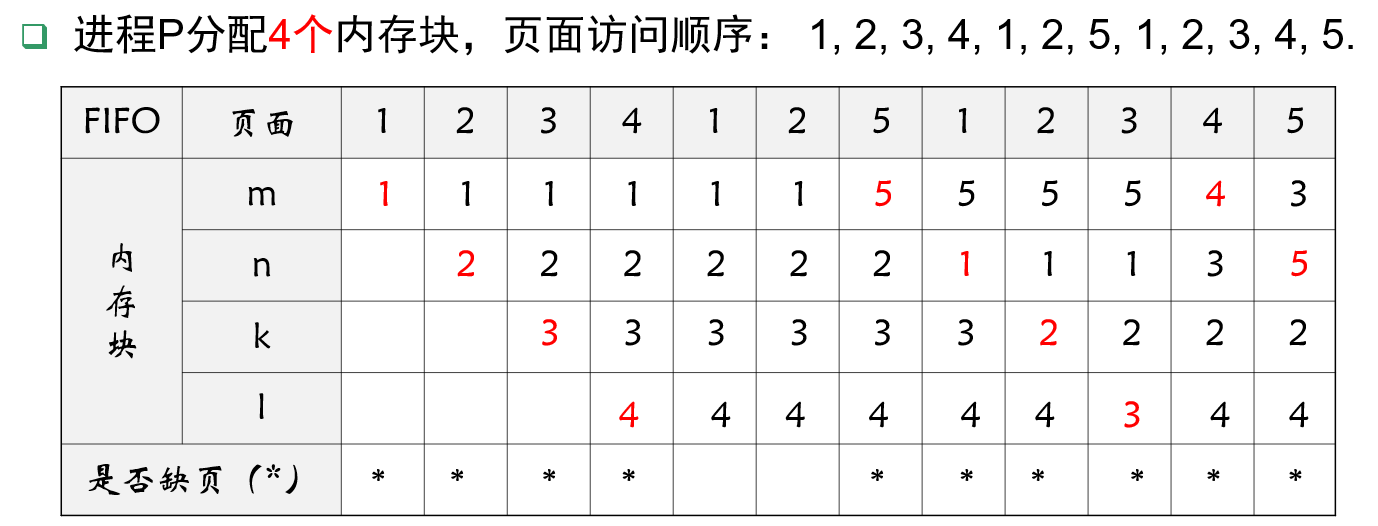 进程P分配4个内存块，页面访问顺序： 1, 2, 3, 4, 1, 2, 5, 1, 2, 3, 4, 5.
FIFO 页面 1 2 3 4 1 2 5 1 2 3 4 5
内存块
m 1 1 1 1 1 1 5 5 5 5 4 3
n 2 2 2 2 2 2 1 1 1 3 5
k 3 3 3 3 3 3 2 2 2 2
l 4 4 4 4 4 4 3 4 4
是否缺页（*） * * * * * * * * * *